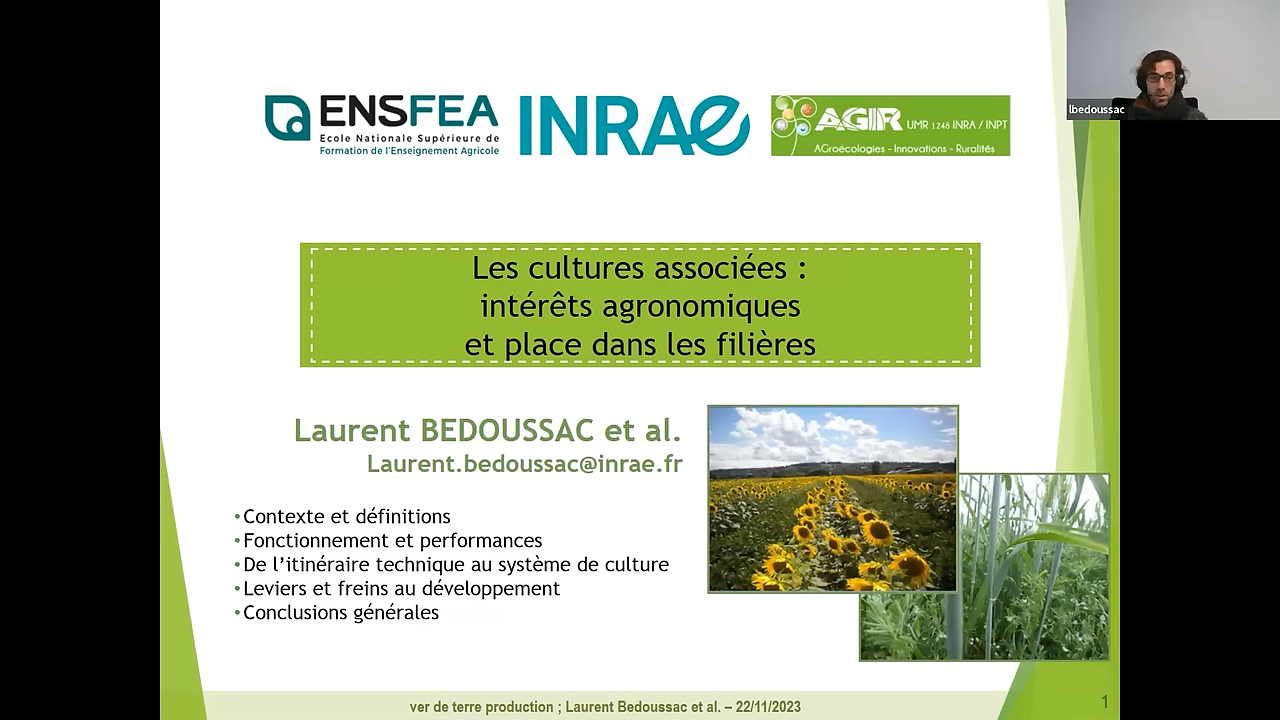 ENSFEA
Ecole Nationale Supérieure de
Formation de l'Enseignement Agricole
INRAE
AGIR UMR 1248 INRA / INPT
AGroécologies - Innovations - Ruralités
lbedoussac
Les cultures associées :
intérêts agronomiques
et place dans les filières
Laurent BEDOUSSAC et al.
Laurent.bedoussac@inrae.fr
•Contexte et définitions
•Fonctionnement et performances
•De l'itinéraire technique au système de culture
•Leviers et freins au développement
•Conclusions générales
ver de terre production ; Laurent Bedoussac et al. – 22/11/2023
1